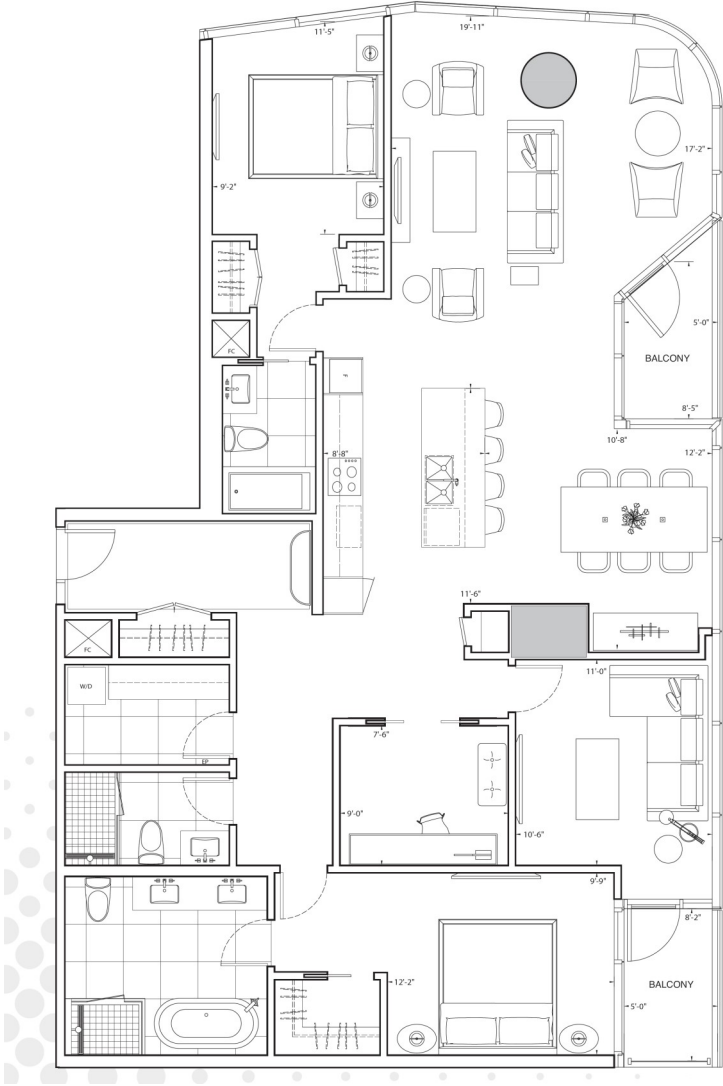 11'-5"
19'-11"
17'-2"
9'-2"
5'-0"
FC
BALCONY
F
8'-5"
10'-8"
8'-8"
12'-2"
11'-6"
FC
11'-0"
W/D
7'-6"
EP
9'-0"
10'-6"
9'-9"
8'-2"
12'-2"
BALCONY
5'-0"